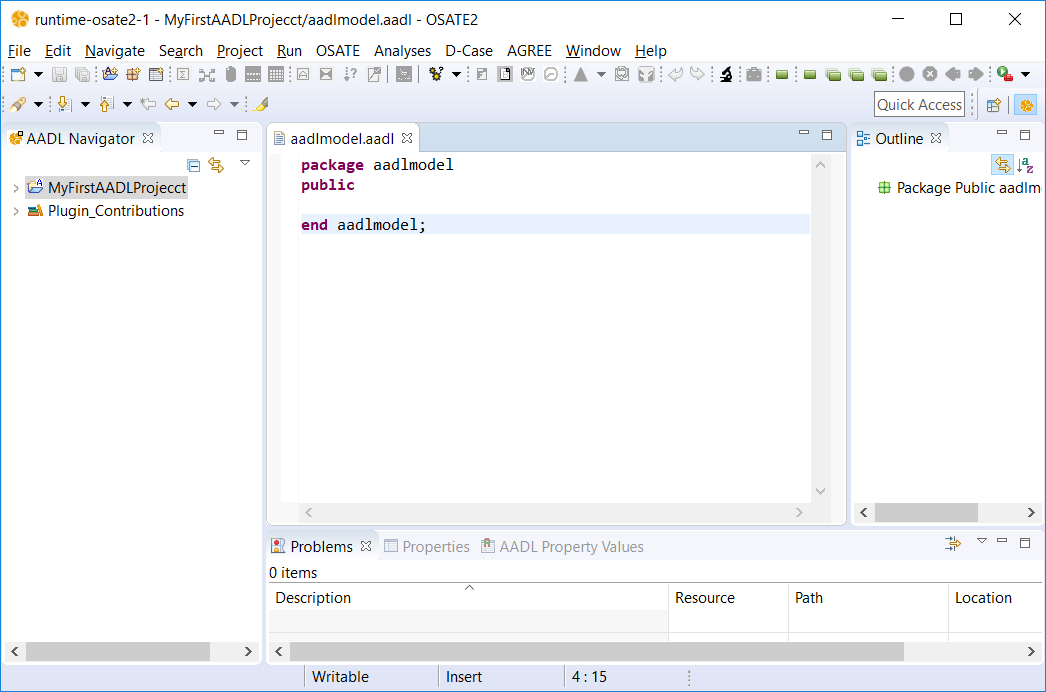 runtime-osate2-1 - MyFirstAADLProjecct/aadlmodel.aadl - OSATE2
File Edit Navigate Search Project Run OSATE Analyses D-Case AGREE Window Help
Quick Access
AADL Navigator
MyFirstAADLProjecct
Plugin_Contributions
aadlmodel.aadl
package aadlmodel
public
end aadlmodel;
Outline
Package Public aadlm
Problems Properties AADL Property Values
0 items
Description Resource Path Location
Writable Insert 4 : 15